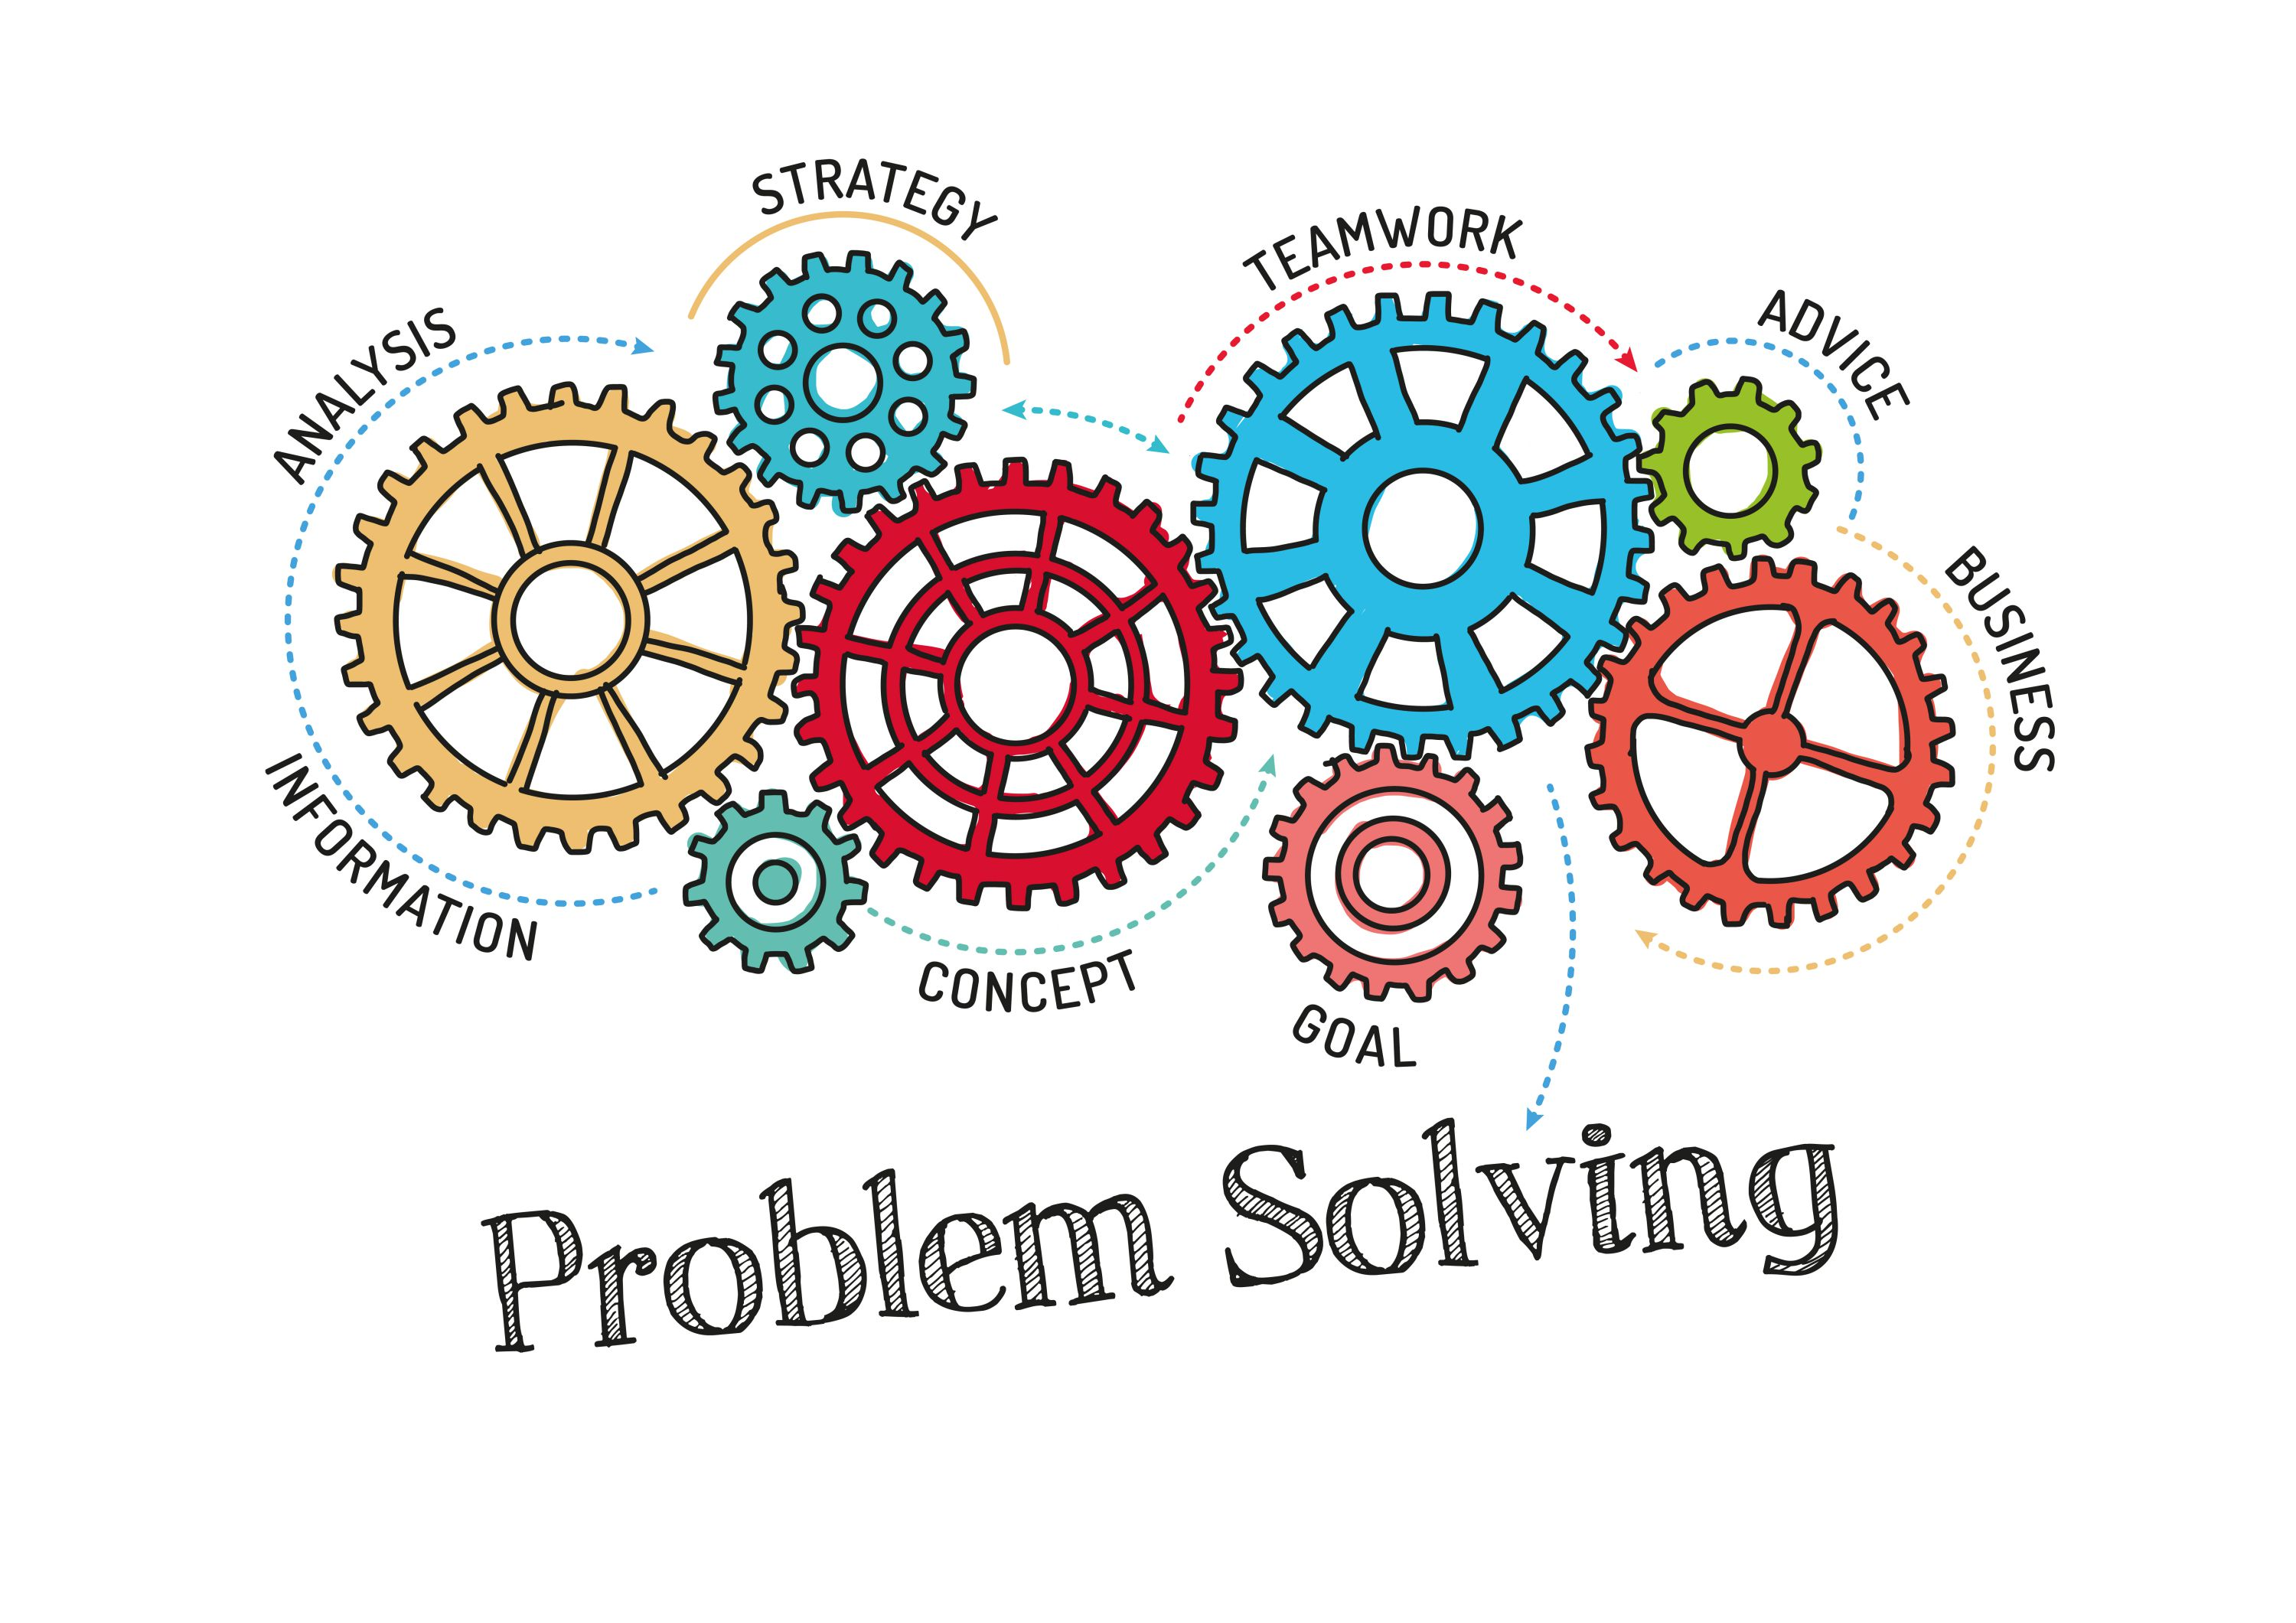 STRATEGY
TEAMWORK
ADVICE
ANALYSIS
BUSINESS
INFORMATION
CONCEPT
GOAL
Problem Solving